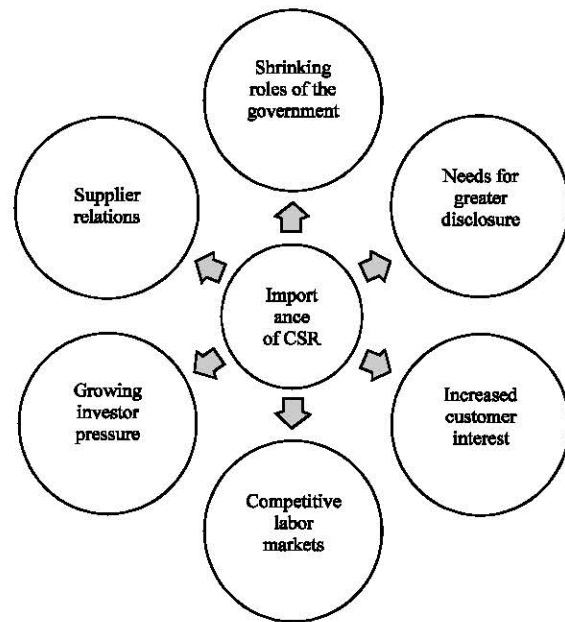 Shrinking
roles of the
government
Needs for
greater
disclosure
Increased
customer
interest
Competitive
labor
markets
Growing
investor
pressure
Supplier
relations
Import
ance
of CSR